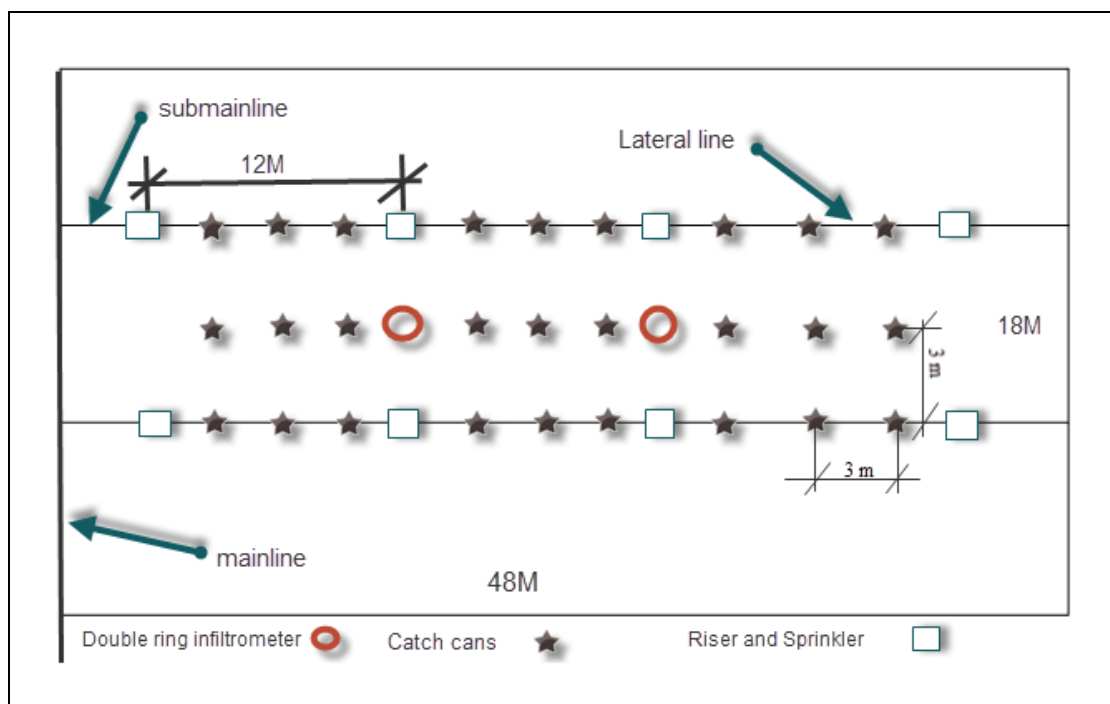 submainline
12M
Lateral line
18M
3 m
3 m
mainline
48M
Double ring infiltrometer
Catch cans
Riser and Sprinkler